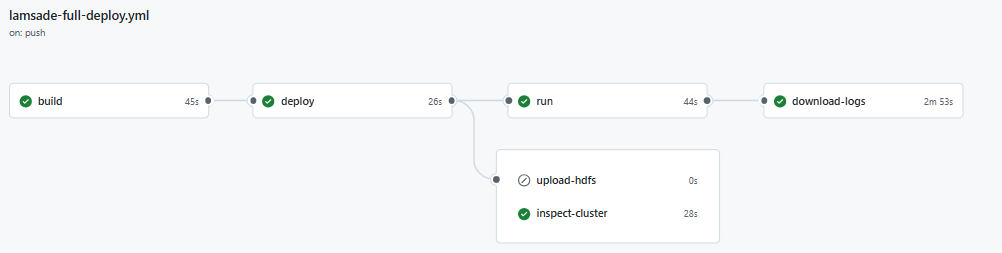 lamsade-full-deploy.yml
on: push
build 45s
deploy 26s
run 44s
download-logs 2m 53s
upload-hdfs 0s
inspect-cluster 28s